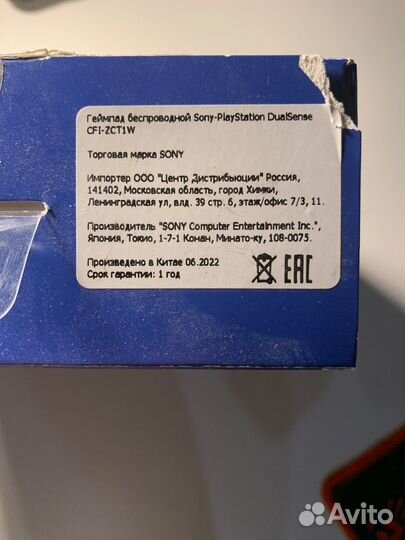 Геймпад беспроводной Sony-PlayStation DualSense
CFI-ZCT1W
Торговая марка SONY
Импортер ООО "Центр Дистрибьюции" Россия,
141402, Московская область, город Химки,
Ленинградская ул, влд. 39 стр. 6, этаж/офис 7/3, 11.
Производитель "SONY Computer Entertainment Inc.",
Япония, Токио, 1-7-1 Конан, Минато-ку, 108-0075.
Произведено в Китае 06.2022
Срок гарантии: 1 год
EAC
Avito